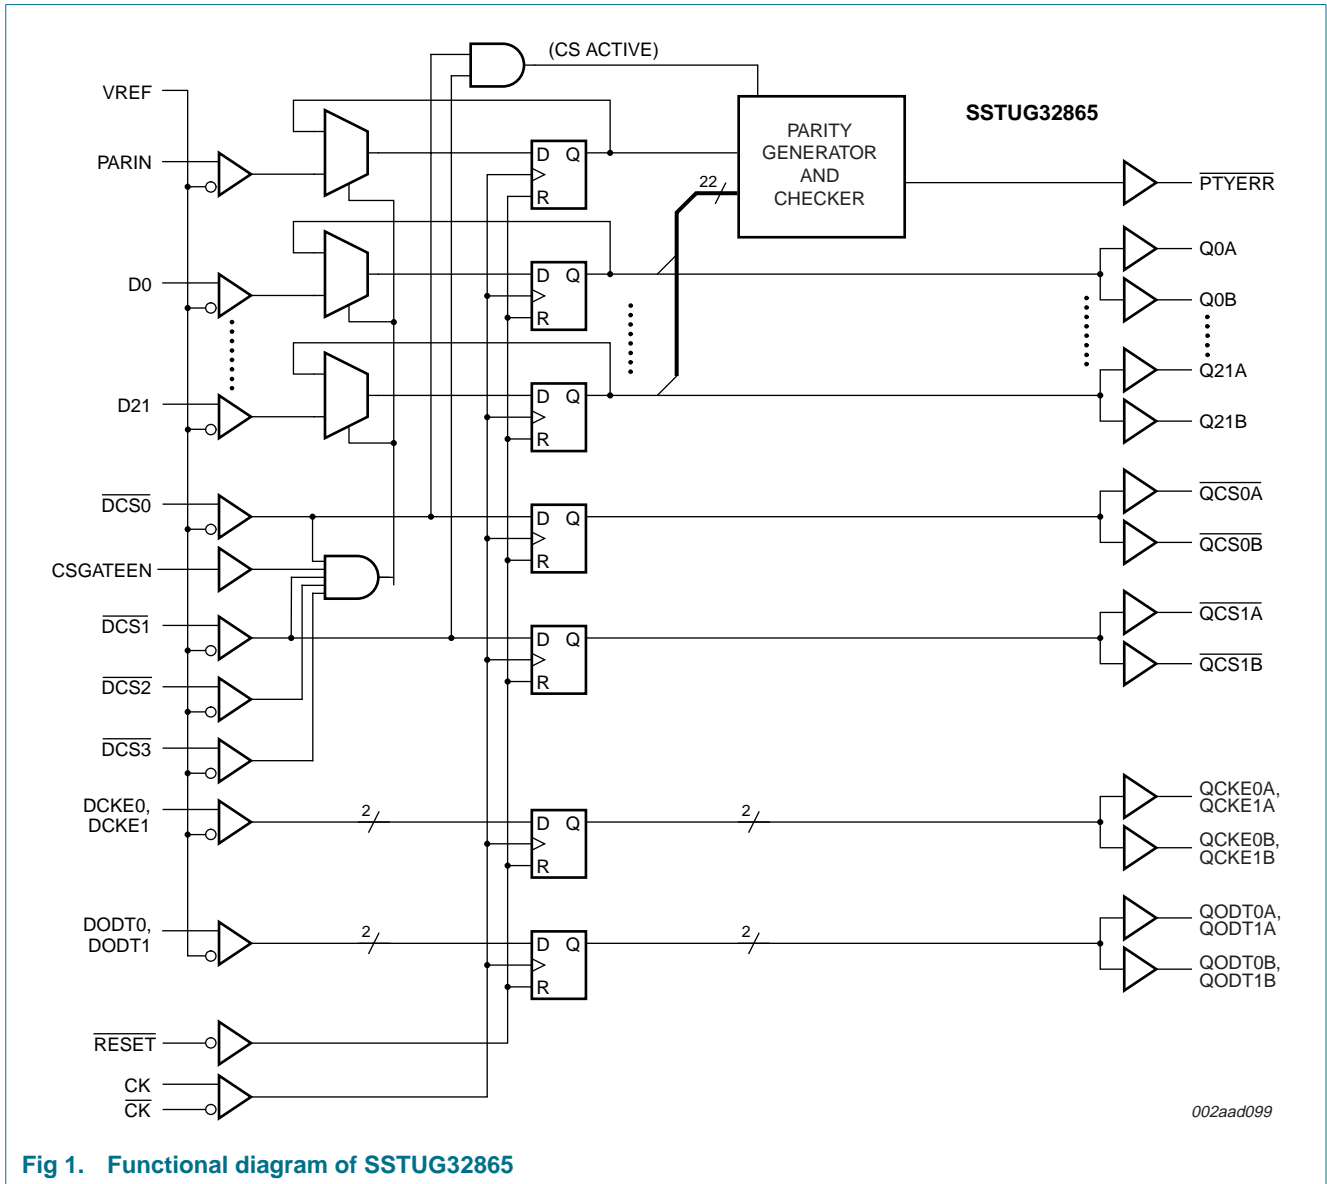 (CS ACTIVE)
VREF
SSTUG32865
PARITY
GENERATOR
AND
CHECKER
PARIN
D Q
R
22
PTYERR
D0
D Q
R
Q0A
Q0B
D21
D Q
R
Q21A
Q21B
DCS0
D Q
R
QCS0A
QCS0B
CSGATEEN
DCS1
D Q
R
QCS1A
QCS1B
DCS2
DCS3
DCKE0,
DCKE1
2
D Q
R
2
QCKE0A,
QCKE1A
QCKE0B,
QCKE1B
DODT0,
DODT1
2
D Q
R
2
QODT0A,
QODT1A
QODT0B,
QODT1B
RESET
CK
CK
002aad099
Fig 1. Functional diagram of SSTUG32865